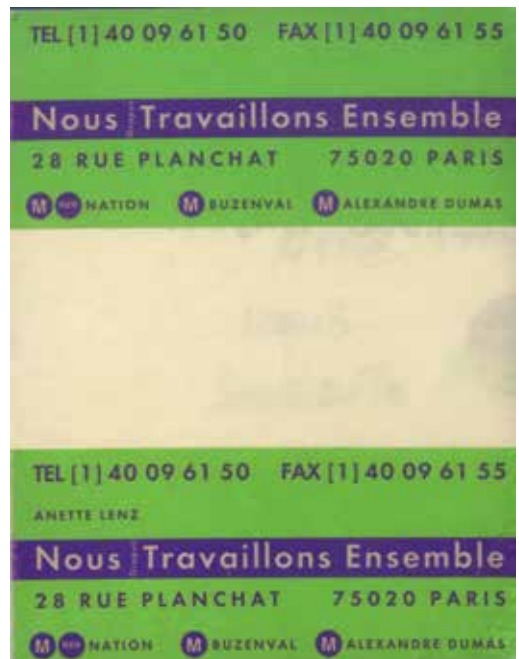 TEL [1] 40 09 61 50 FAX [1] 40 09 61 55
Nous Travaillons Ensemble
28 RUE PLANCHAT 75020 PARIS
M RER NATION M BUZENVAL M ALEXANDRE DUMAS
TEL [1] 40 09 61 50 FAX [1] 40 09 61 55
ANETTE LENZ
Nous Travaillons Ensemble
28 RUE PLANCHAT 75020 PARIS
M RER NATION M BUZENVAL M ALEXANDRE DUMAS